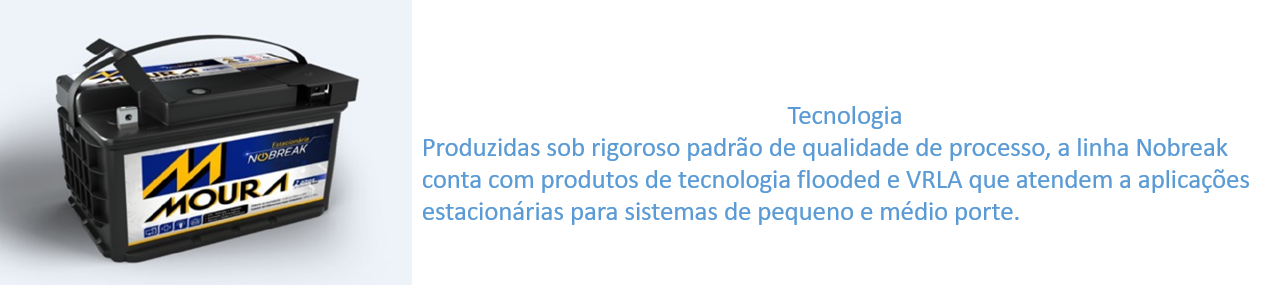 MOURA
Estacionária
NOBREAK
MOURA
Tecnologia
Produzidas sob rigoroso padrão de qualidade de processo, a linha Nobreak
conta com produtos de tecnologia flooded e VRLA que atendem a aplicações
estacionárias para sistemas de pequeno e médio porte.